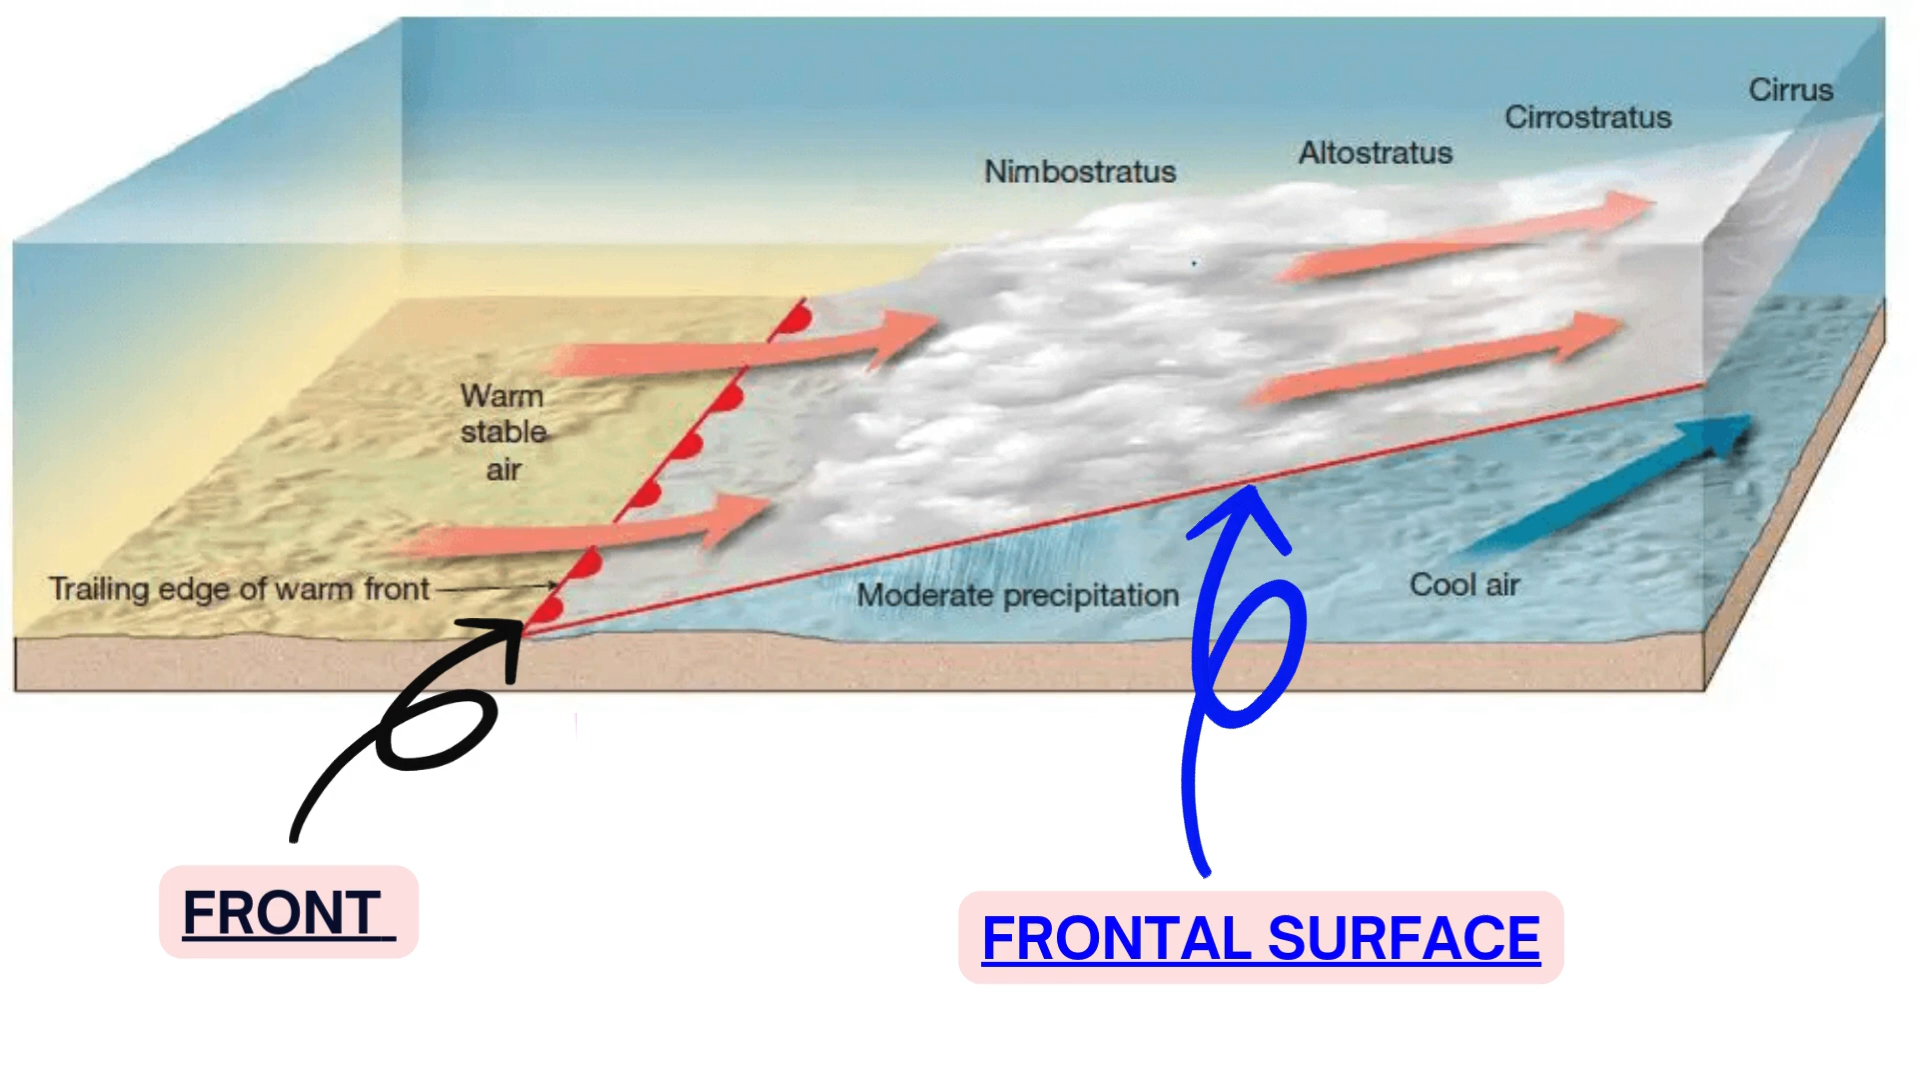 Cirrus
Cirrostratus
Altostratus
Nimbostratus
Warm
stable
air
Trailing edge of warm front
Moderate precipitation
Cool air
FRONT
FRONTAL SURFACE